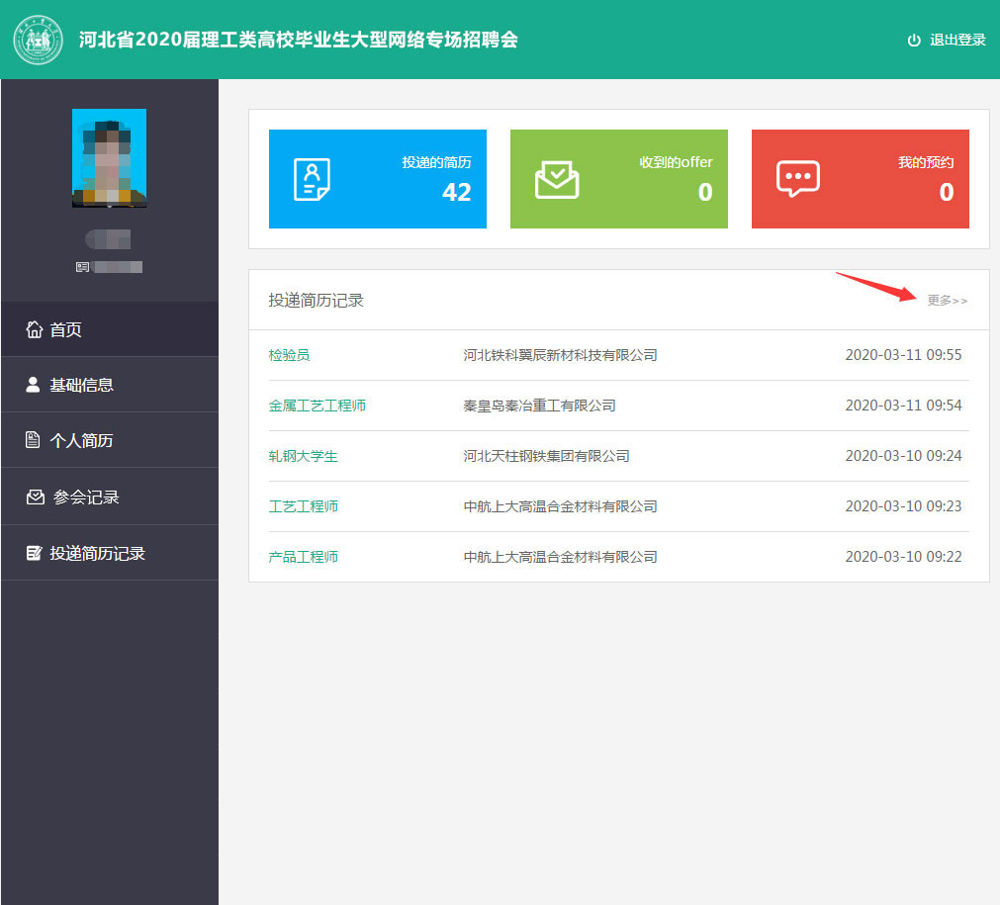 河北省2020届理工类高校毕业生大型网络专场招聘会
退出登录
投递的简历
42
收到的offer
0
我的预约
0
首页
基础信息
个人简历
参会记录
投递简历记录
投递简历记录
更多>>
检验员 河北铁科翼辰新材科技有限公司 2020-03-11 09:55
金属工艺工程师 秦皇岛秦冶重工有限公司 2020-03-11 09:54
轧钢大学生 河北天柱钢铁集团有限公司 2020-03-10 09:24
工艺工程师 中航上大高温合金材料有限公司 2020-03-10 09:23
产品工程师 中航上大高温合金材料有限公司 2020-03-10 09:22